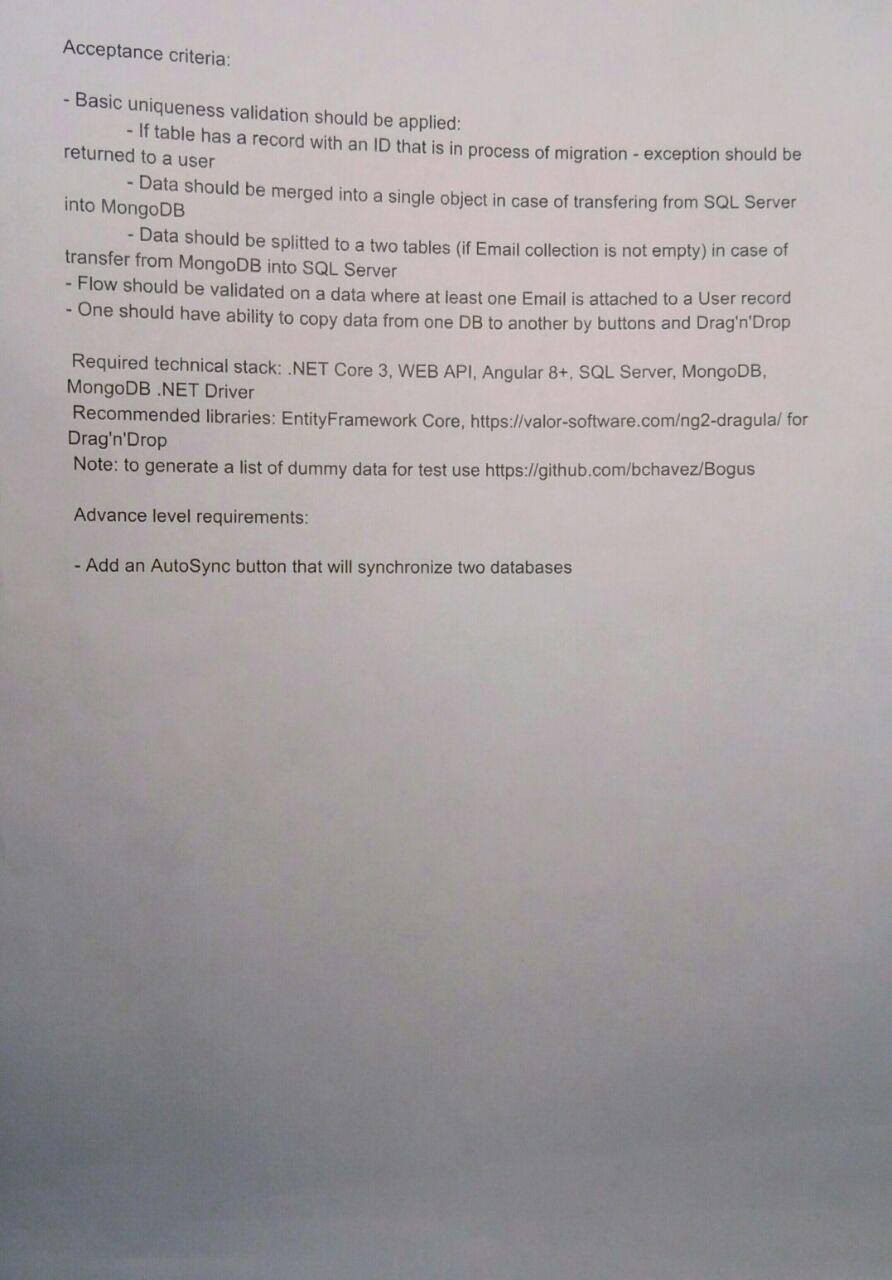 Acceptance criteria:
- Basic uniqueness validation should be applied:
- If table has a record with an ID that is in process of migration - exception should be
returned to a user
- Data should be merged into a single object in case of transfering from SQL Server
into MongoDB
- Data should be splitted to a two tables (if Email collection is not empty) in case of
transfer from MongoDB into SQL Server
- Flow should be validated on a data where at least one Email is attached to a User record
- One should have ability to copy data from one DB to another by buttons and Drag'n'Drop
Required technical stack: .NET Core 3, WEB API, Angular 8+, SQL Server, MongoDB,
MongoDB .NET Driver
Recommended libraries: EntityFramework Core, https://valor-software.com/ng2-dragula/ for
Drag'n'Drop
Note: to generate a list of dummy data for test use https://github.com/bchavez/Bogus
Advance level requirements:
- Add an AutoSync button that will synchronize two databases